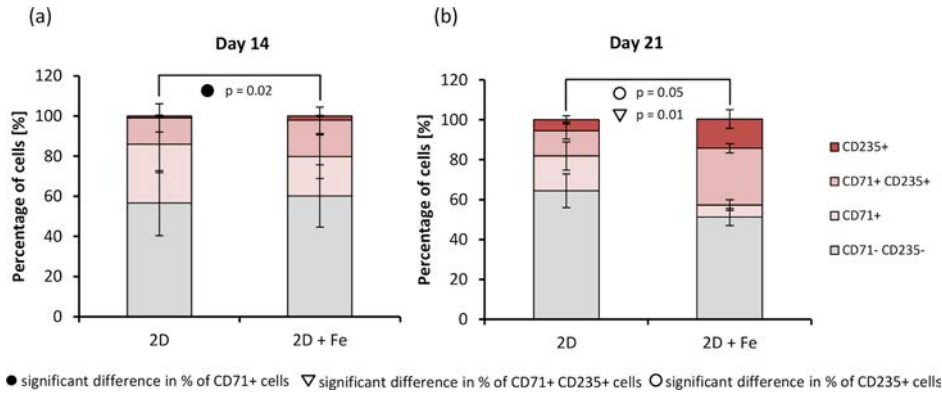 (a)
Day 14
Percentage of cells [%]
120
100
80
60
40
20
0
p = 0.02
2D
2D + Fe
(b)
Day 21
Percentage of cells [%]
120
100
80
60
40
20
0
p = 0.05
p = 0.01
2D
2D + Fe
CD235+
CD71+ CD235+
CD71+
CD71- CD235-
● significant difference in % of CD71+ cells ▽ significant difference in % of CD71+ CD235+ cells ○ significant difference in % of CD235+ cells